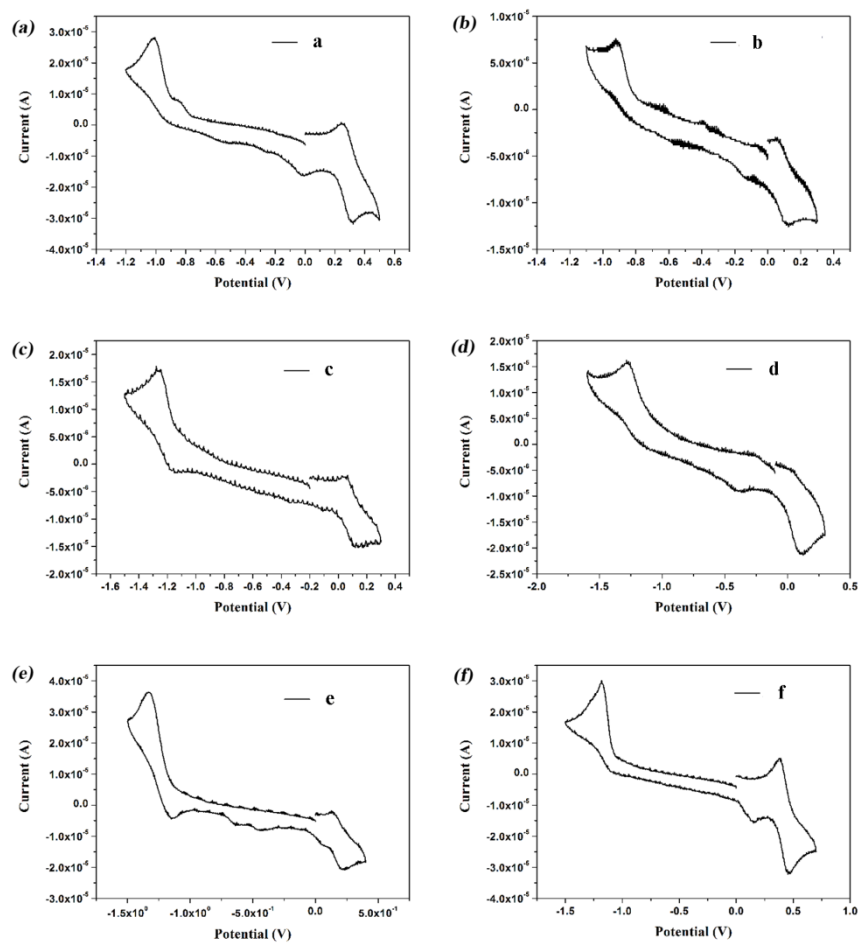 (a)
a
3.0x10⁻⁵
2.0x10⁻⁵
1.0x10⁻⁵
0.0
-1.0x10⁻⁵
-2.0x10⁻⁵
-3.0x10⁻⁵
-4.0x10⁻⁵
Current (A)
-1.4 -1.2 -1.0 -0.8 -0.6 -0.4 -0.2 0.0 0.2 0.4 0.6
Potential (V)
(b)
b
1.0x10⁻⁵
5.0x10⁻⁶
0.0
-5.0x10⁻⁶
-1.0x10⁻⁵
-1.5x10⁻⁵
Current (A)
-1.2 -1.0 -0.8 -0.6 -0.4 -0.2 0.0 0.2 0.4
Potential (V)
(c)
c
2.0x10⁻⁵
1.5x10⁻⁵
1.0x10⁻⁵
5.0x10⁻⁶
0.0
-5.0x10⁻⁶
-1.0x10⁻⁵
-1.5x10⁻⁵
-2.0x10⁻⁵
Current (A)
-1.6 -1.4 -1.2 -1.0 -0.8 -0.6 -0.4 -0.2 0.0 0.2 0.4
Potential (V)
(d)
d
2.0x10⁻⁵
1.5x10⁻⁵
1.0x10⁻⁵
5.0x10⁻⁶
0.0
-5.0x10⁻⁶
-1.0x10⁻⁵
-1.5x10⁻⁵
-2.0x10⁻⁵
-2.5x10⁻⁵
Current (A)
-2.0 -1.5 -1.0 -0.5 0.0 0.5
Potential (V)
(e)
e
4.0x10⁻⁵
3.0x10⁻⁵
2.0x10⁻⁵
1.0x10⁻⁵
0.0
-1.0x10⁻⁵
-2.0x10⁻⁵
-3.0x10⁻⁵
Current (A)
-1.5x10⁰ -1.0x10⁰ -5.0x10⁻¹ 0.0 5.0x10⁻¹
Potential (V)
(f)
f
3.0x10⁻⁵
2.0x10⁻⁵
1.0x10⁻⁵
0.0
-1.0x10⁻⁵
-2.0x10⁻⁵
-3.0x10⁻⁵
-4.0x10⁻⁵
Current (A)
-1.5 -1.0 -0.5 0.0 0.5 1.0
Potential (V)